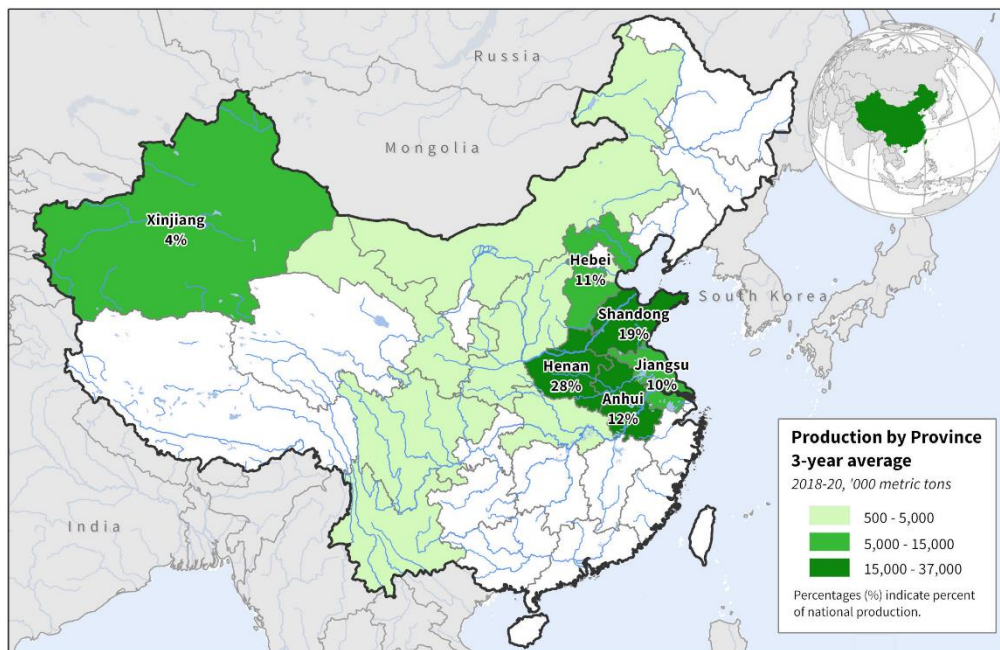 Russia
Mongolia
Xinjiang
4%
Hebei
11%
South Korea
Shandong
19%
Henan
28%
Jiangsu
10%
Anhui
12%
India
Production by Province
3-year average
2018-20, '000 metric tons
500 - 5,000
5,000 - 15,000
15,000 - 37,000
Percentages (%) indicate percent
of national production.